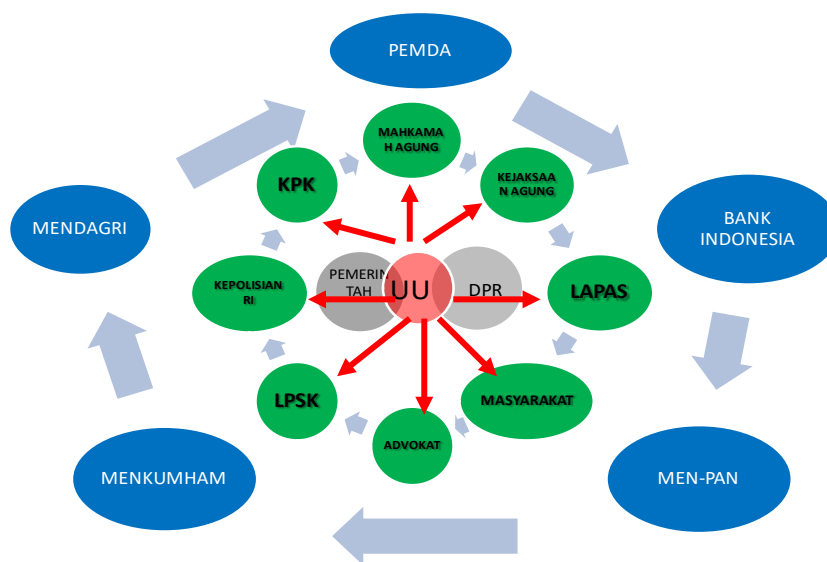 PEMDA
MAHKAMA
H AGUNG
KPK
KEJAKSAA
N AGUNG
MENDAGRI
BANK
INDONESIA
KEPOLISIAN
RI
PEMERIN
TAH
UU
DPR
LAPAS
LPSK
MASYARAKAT
ADVOKAT
MENKUMHAM
MEN-PAN